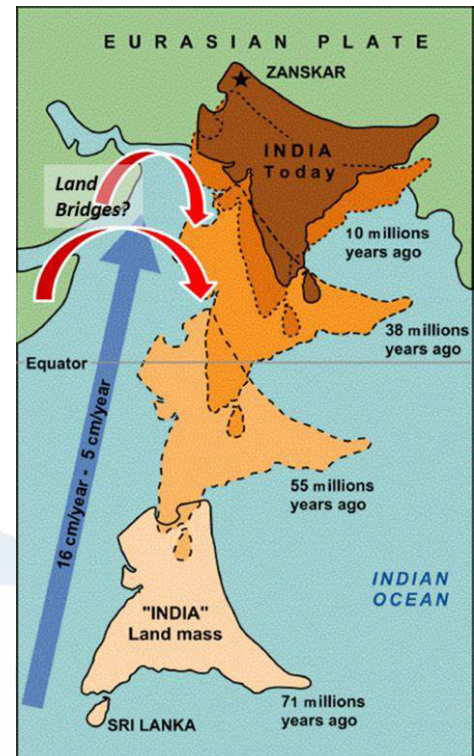 EURASIAN PLATE
ZANSKAR
INDIA
Today
Land
Bridges?
10 millions
years ago
38 millions
years ago
Equator
16 cm/year - 5 cm/year
55 millions
years ago
INDIAN
OCEAN
"INDIA"
Land mass
71 millions
years ago
SRI LANKA